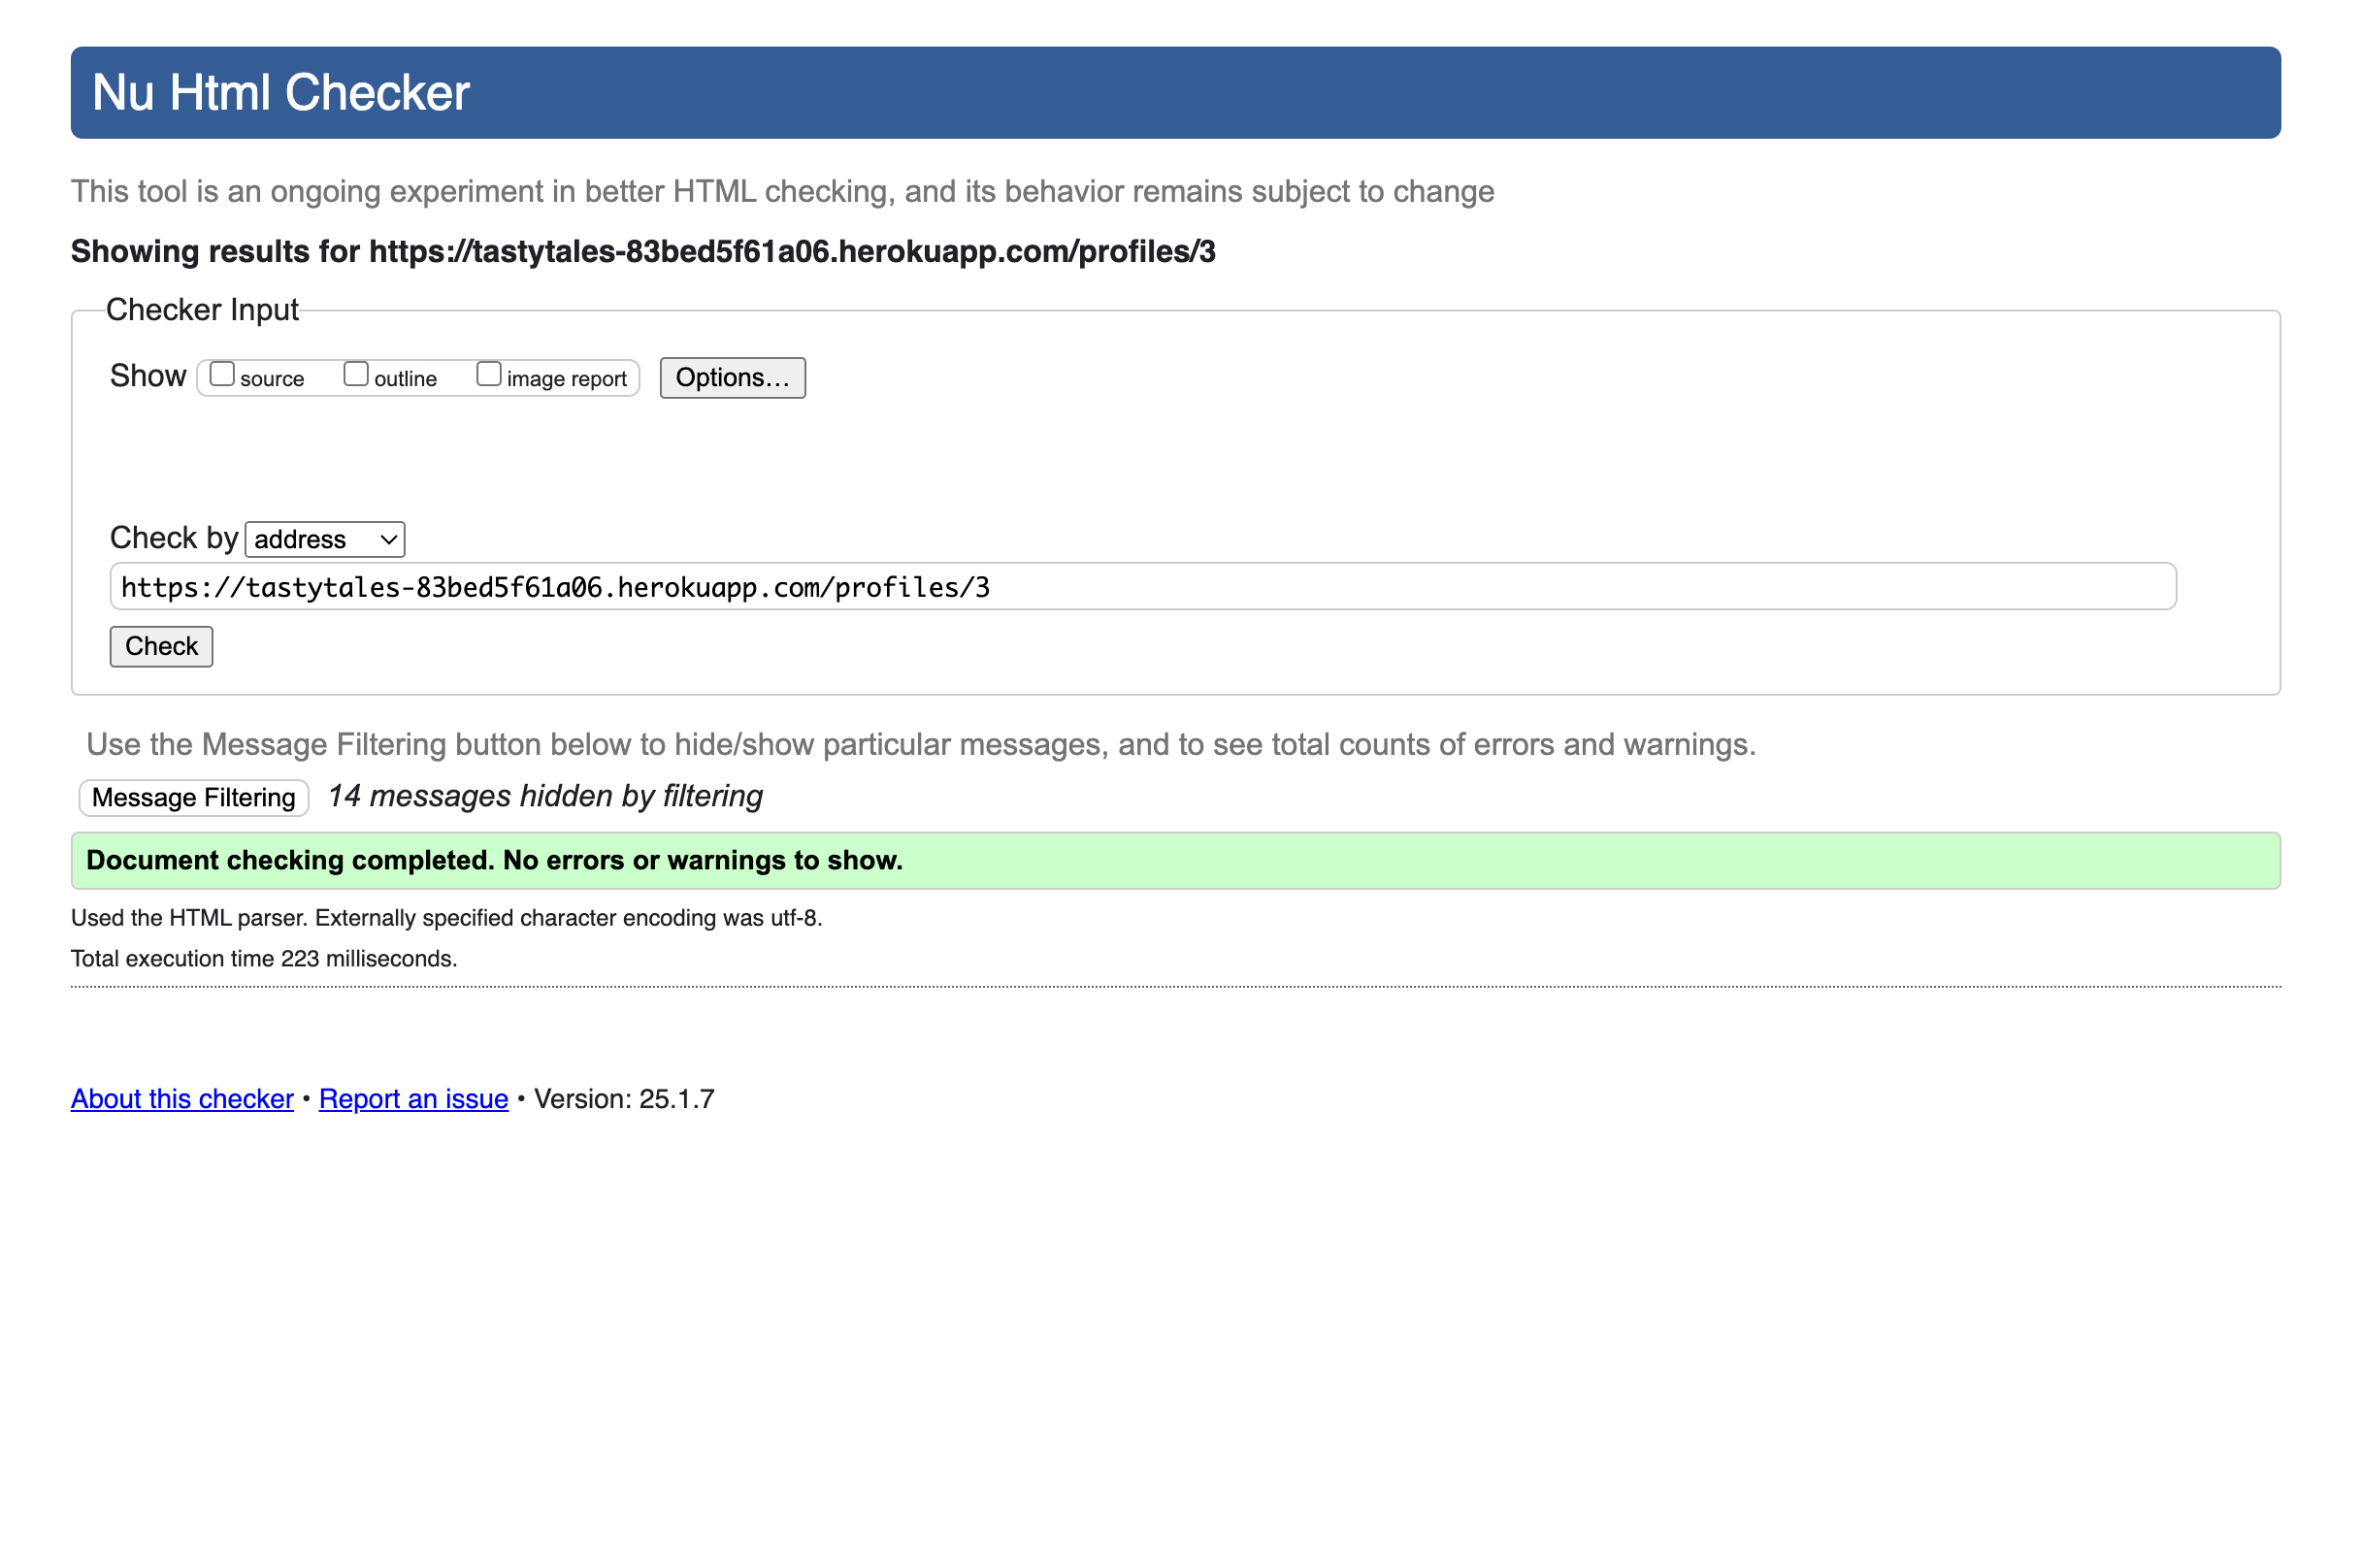 Nu Html Checker
This tool is an ongoing experiment in better HTML checking, and its behavior remains subject to change
Showing results for https://tastytales-83bed5f61a06.herokuapp.com/profiles/3
Checker Input
Show source outline image report Options…
Check by address
https://tastytales-83bed5f61a06.herokuapp.com/profiles/3
Check
Use the Message Filtering button below to hide/show particular messages, and to see total counts of errors and warnings.
Message Filtering 14 messages hidden by filtering
Document checking completed. No errors or warnings to show.
Used the HTML parser. Externally specified character encoding was utf-8.
Total execution time 223 milliseconds.
About this checker • Report an issue • Version: 25.1.7